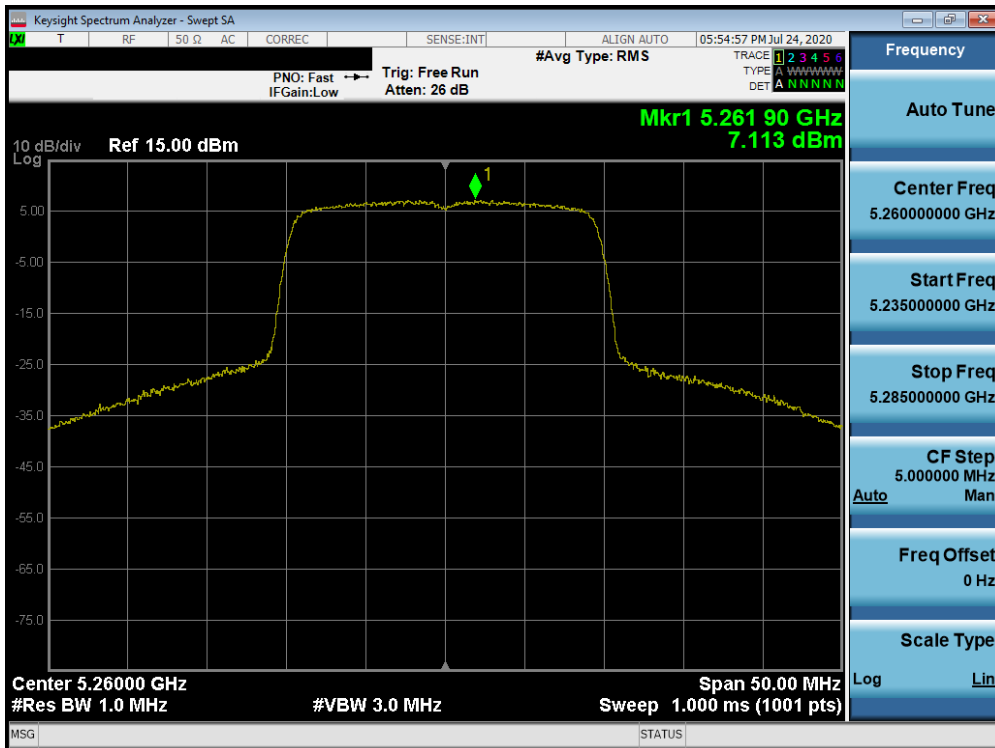 Keysight Spectrum Analyzer - Swept SA
LXI T RF 50 Ω AC CORREC SENSE:INT ALIGN AUTO 05:54:57 PM Jul 24, 2020
PNO: Fast
IFGain:Low
Trig: Free Run
Atten: 26 dB
#Avg Type: RMS
TRACE 1 2 3 4 5 6
TYPE A WWWWW
DET A N N N N N
Mkr1 5.261 90 GHz
7.113 dBm
10 dB/div
Log
Ref 15.00 dBm
1
5.00
-5.00
-15.0
-25.0
-35.0
-45.0
-55.0
-65.0
-75.0
Center 5.26000 GHz
Span 50.00 MHz
#Res BW 1.0 MHz
#VBW 3.0 MHz
Sweep 1.000 ms (1001 pts)
MSG
STATUS
Frequency
Auto Tune
Center Freq
5.260000000 GHz
Start Freq
5.235000000 GHz
Stop Freq
5.285000000 GHz
CF Step
5.000000 MHz
Auto Man
Freq Offset
0 Hz
Scale Type
Log Lin